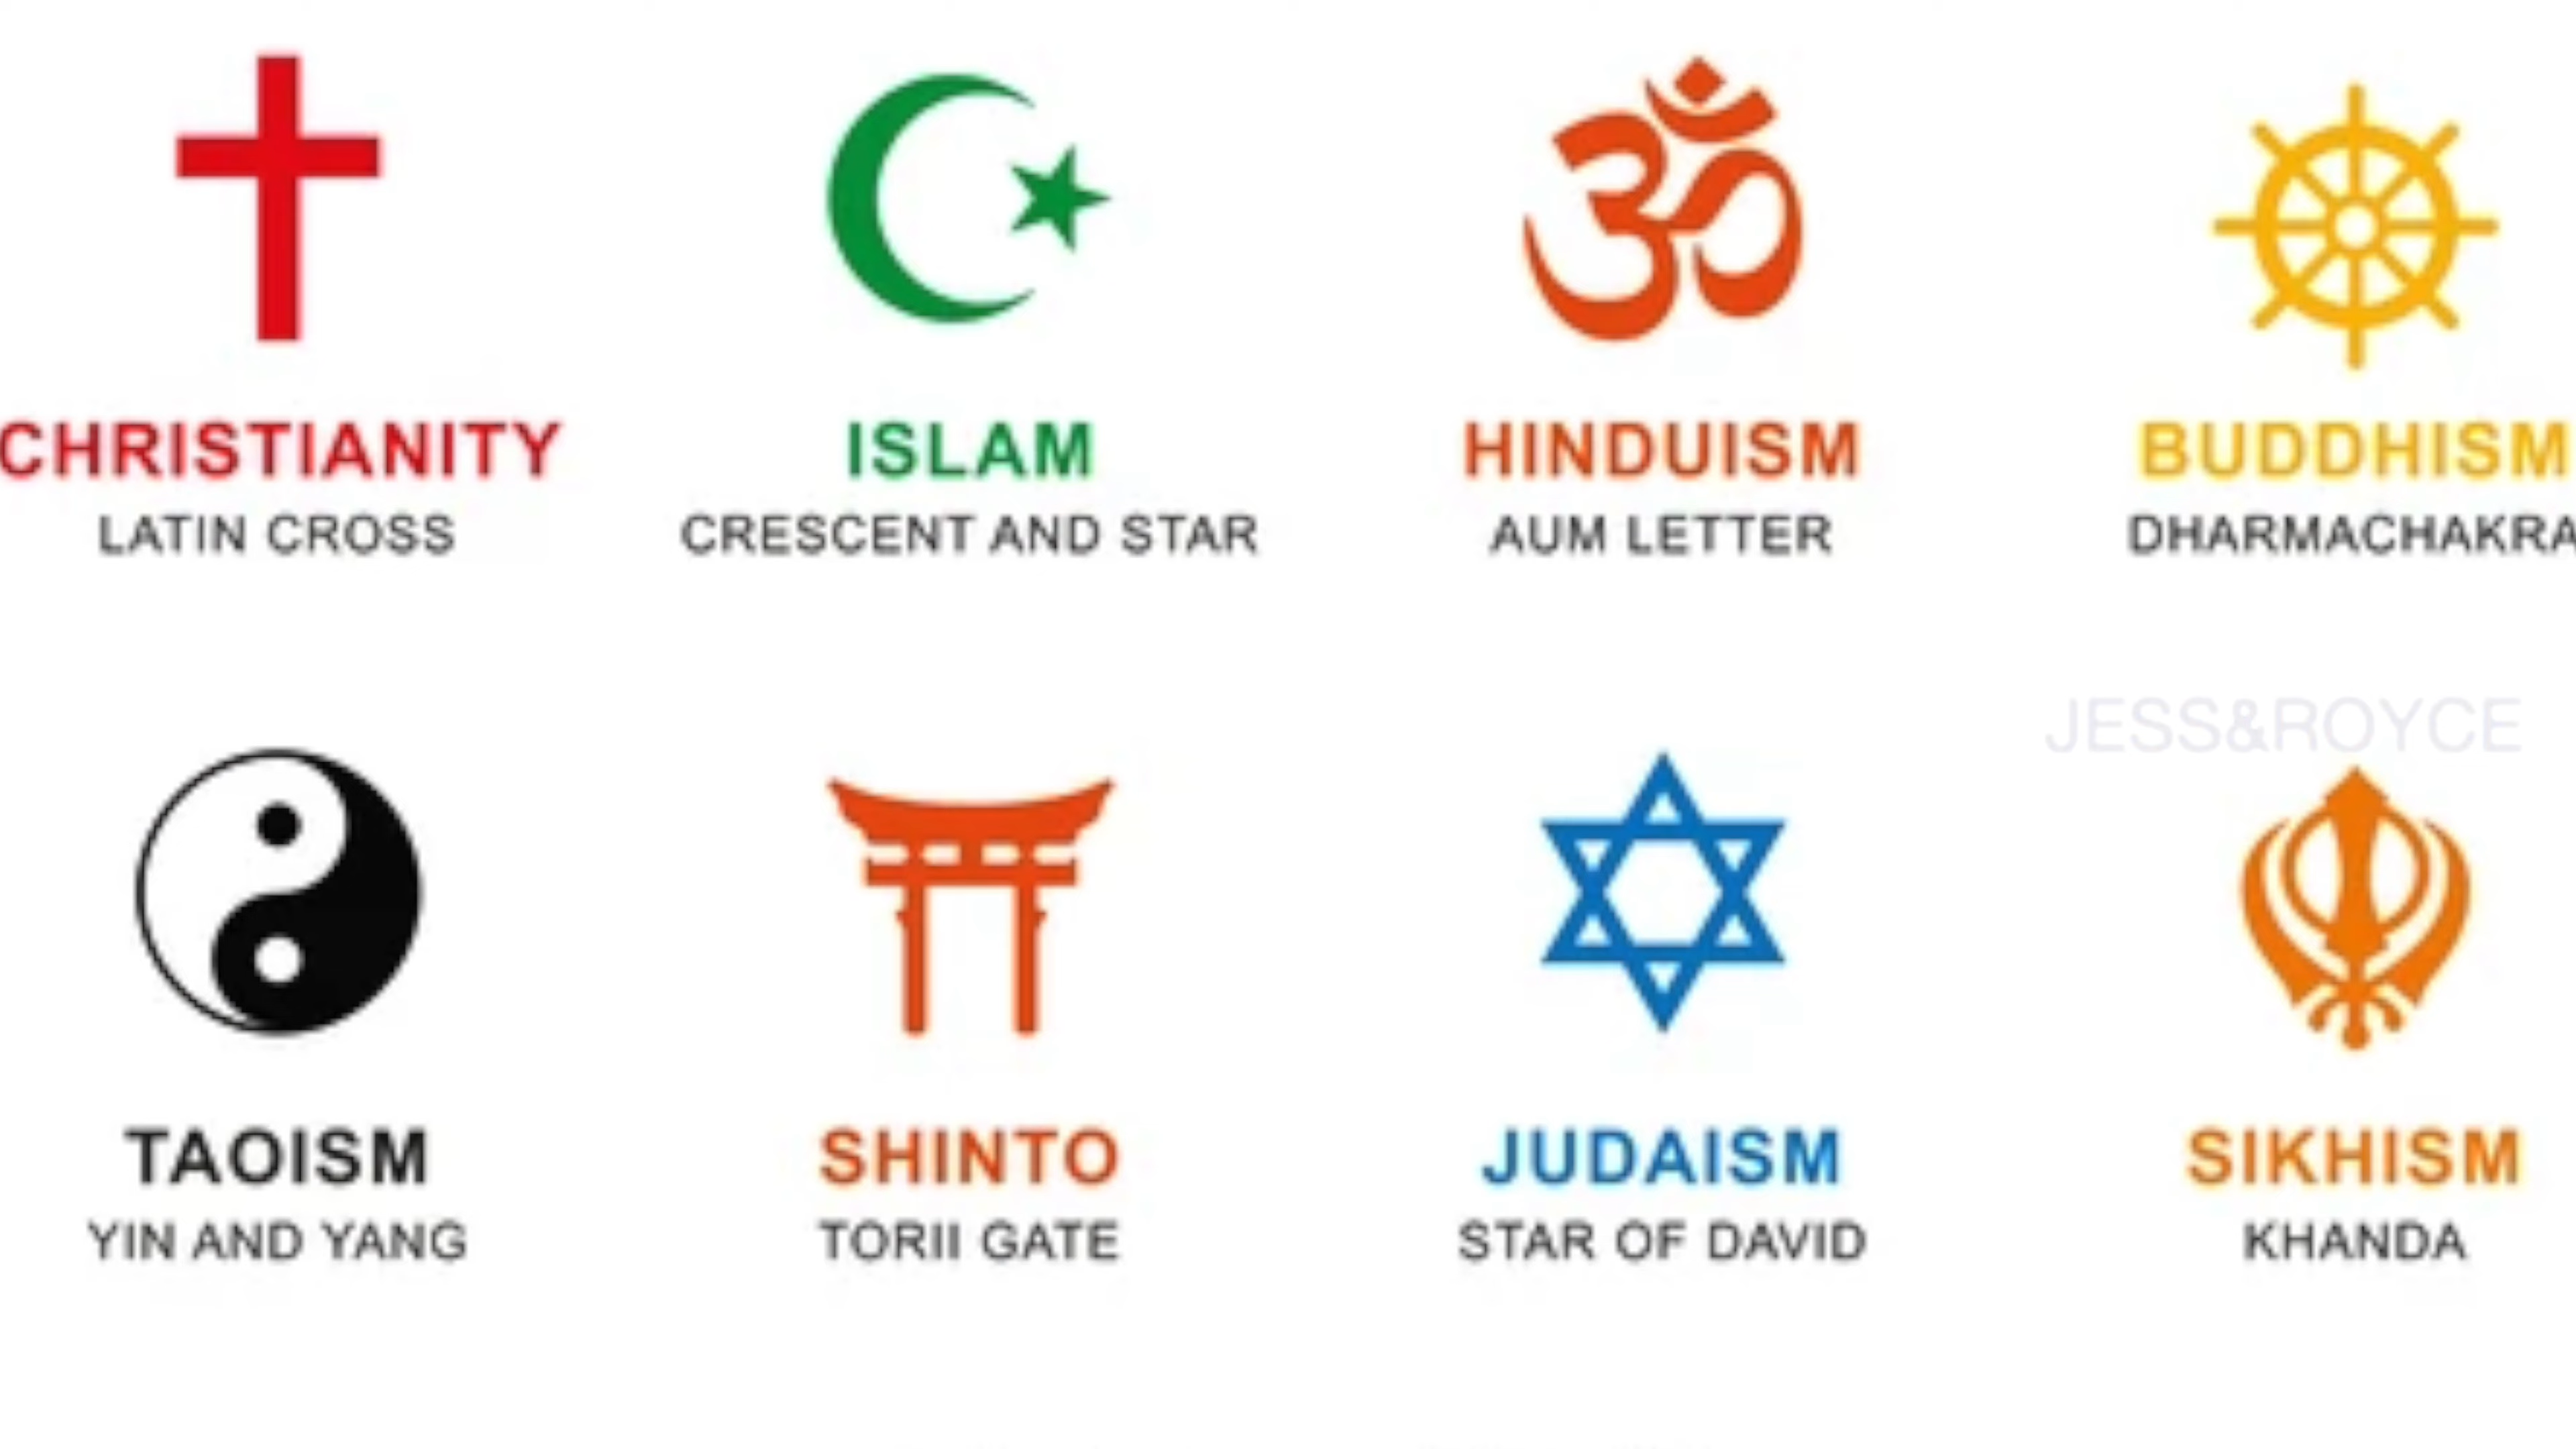 CHRISTIANITY
LATIN CROSS
ISLAM
CRESCENT AND STAR
HINDUISM
AUM LETTER
BUDDHISM
DHARMACHAKRA
JESS&ROYCE
TAOISM
YIN AND YANG
SHINTO
TORII GATE
JUDAISM
STAR OF DAVID
SIKHISM
KHANDA